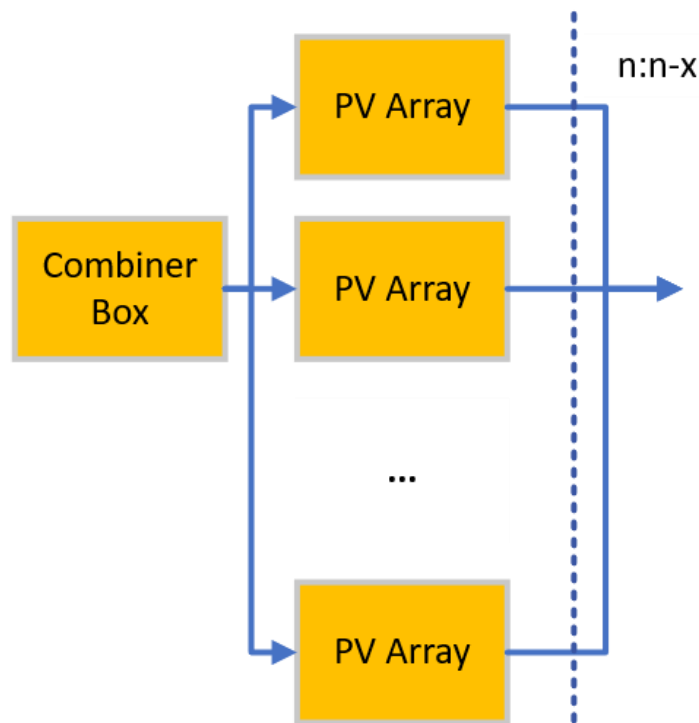 n:n-x
PV Array
Combiner
Box
PV Array
...
PV Array